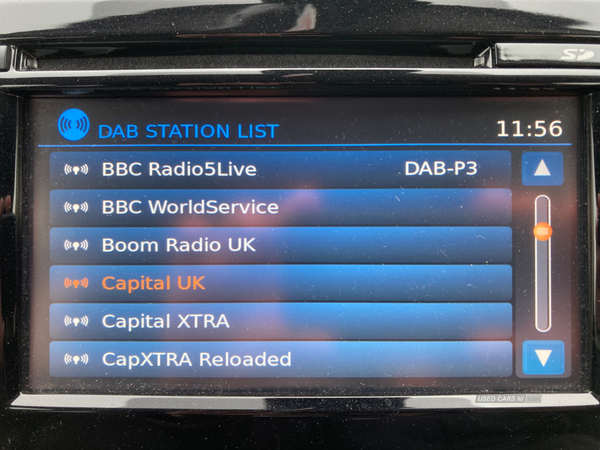 SD
DAB STATION LIST 11:56
BBC Radio5Live DAB-P3
BBC WorldService
Boom Radio UK
Capital UK
Capital XTRA
CapXTRA Reloaded
USED CARS NI